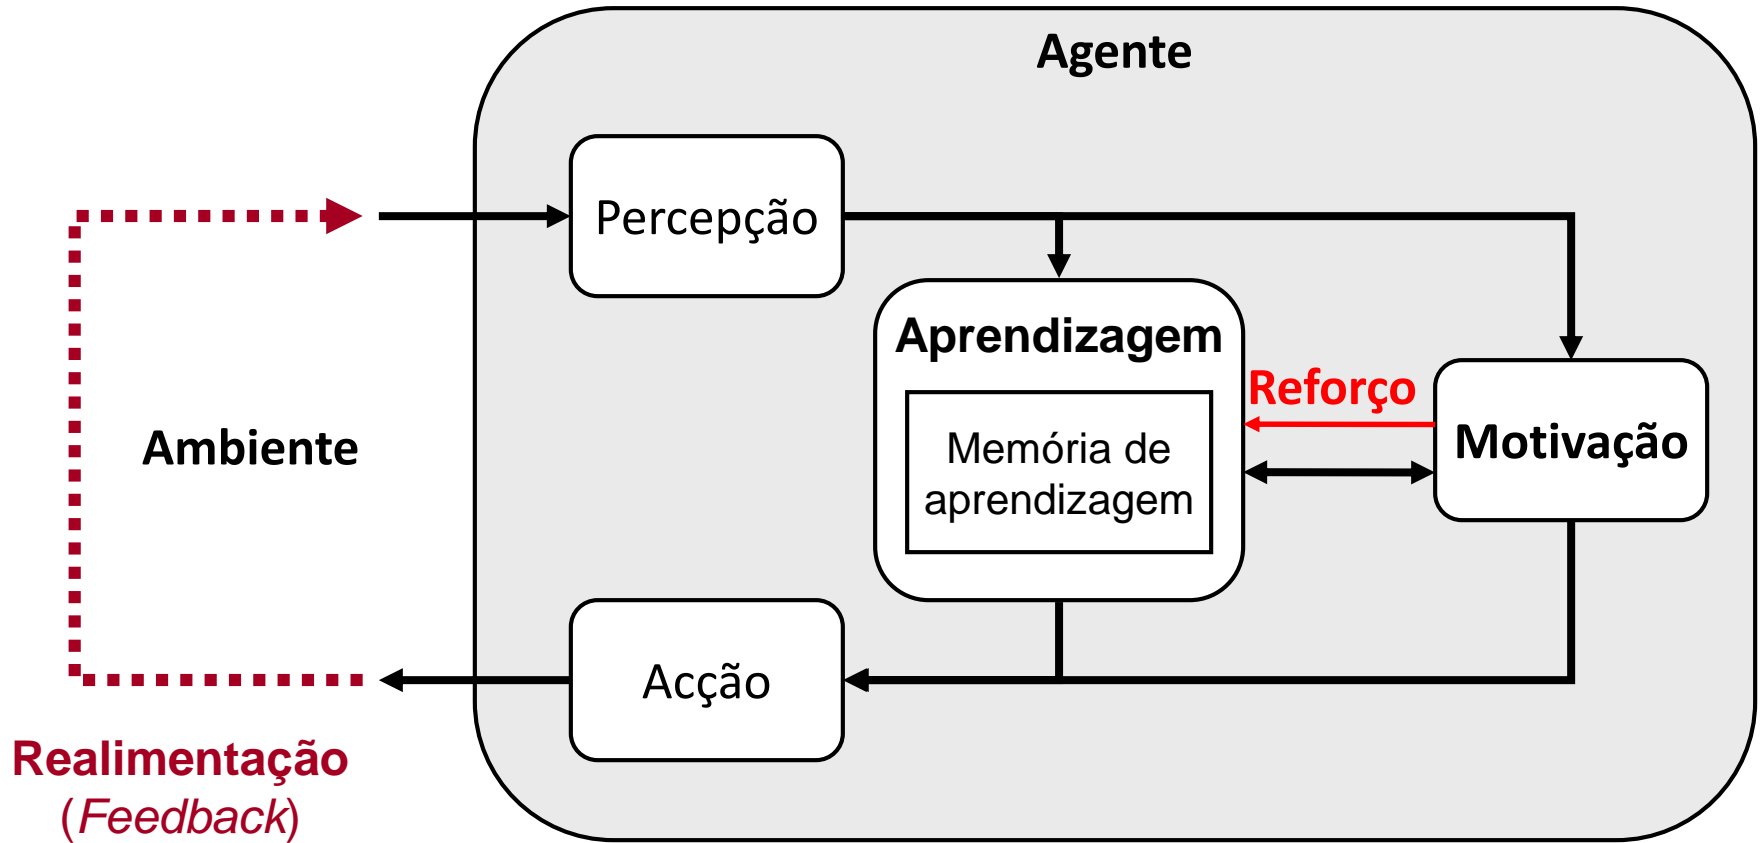 Agente
Percepção
Aprendizagem
Reforço
Memória de
aprendizagem
Motivação
Ambiente
Acção
Realimentação
(Feedback)